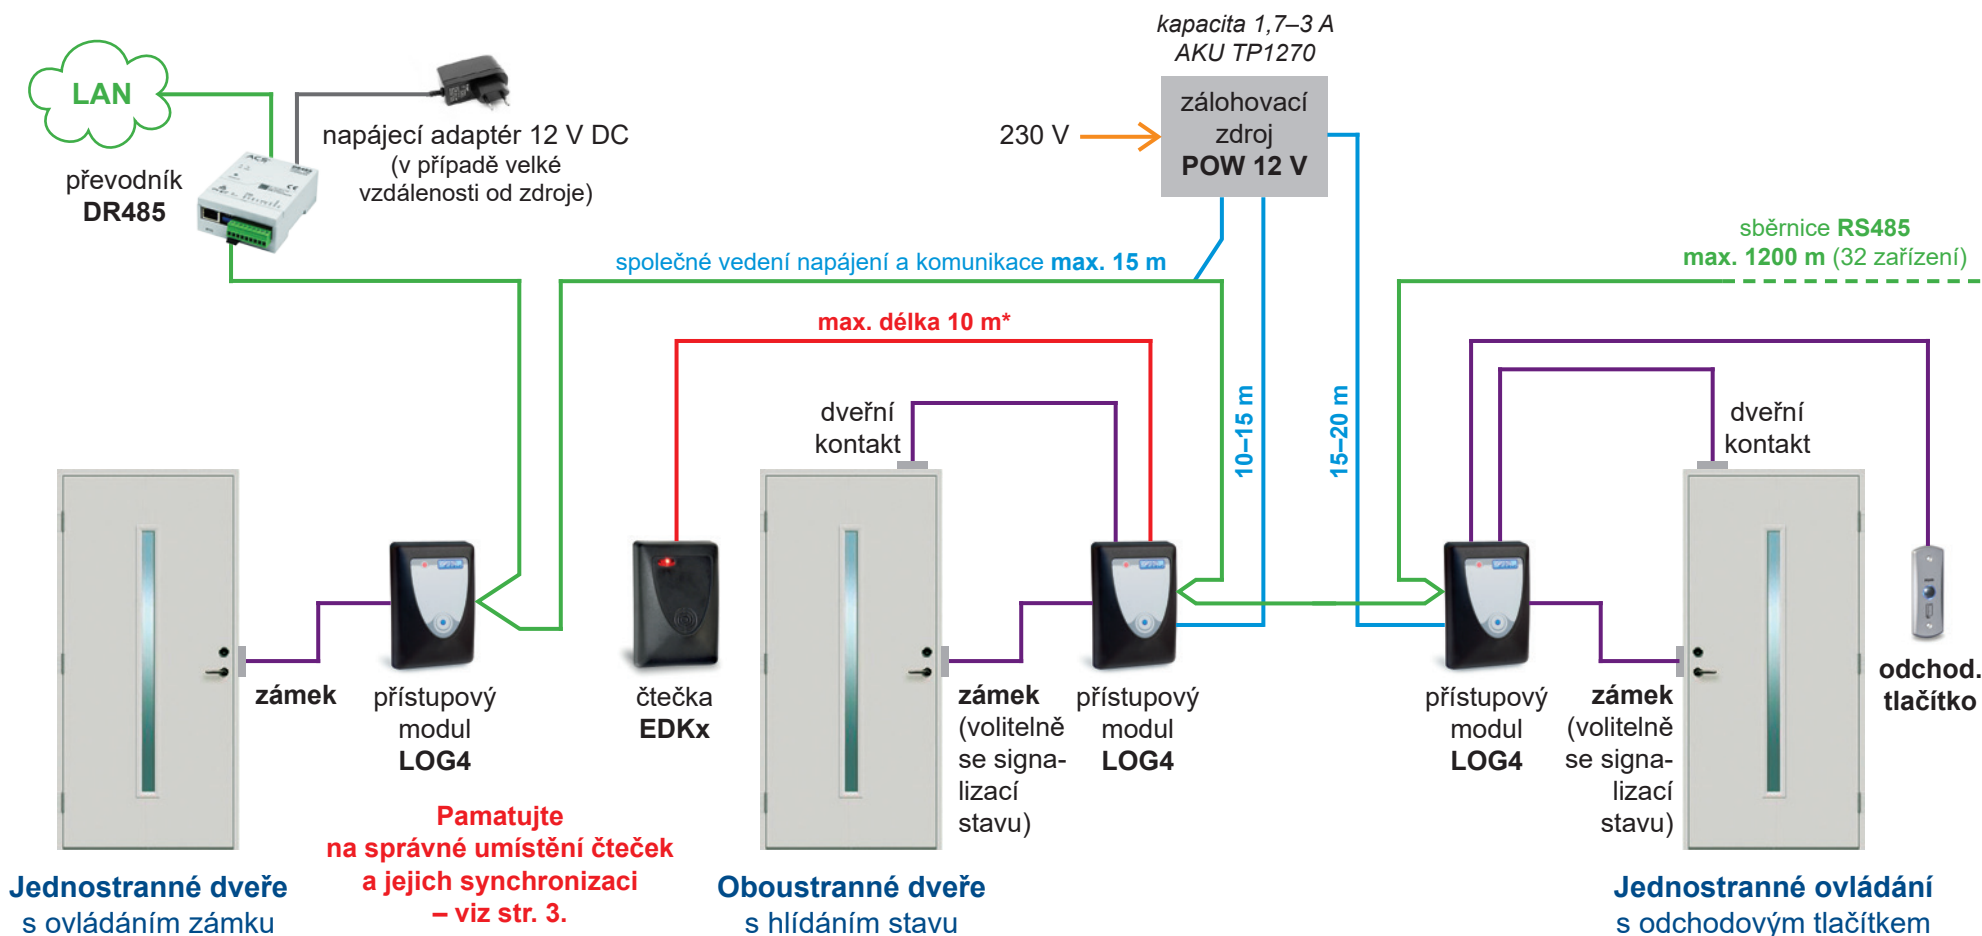 kapacita 1,7–3 A
AKU TP1270
LAN
zálohovací
zdroj
POW 12 V
230 V
napájecí adaptér 12 V DC
(v případě velké
vzdálenosti od zdroje)
převodník
DR485
sběrnice RS485
max. 1200 m (32 zařízení)
společné vedení napájení a komunikace max. 15 m
max. délka 10 m*
10–15 m
15–20 m
dveřní
kontakt
dveřní
kontakt
zámek
přístupový
modul
LOG4
čtečka
EDKx
zámek
(volitelně
se signa-
lizací
stavu)
přístupový
modul
LOG4
přístupový
modul
LOG4
zámek
(volitelně
se signa-
lizací
stavu)
odchod.
tlačítko
Pamatujte
na správné umístění čteček
a jejich synchronizaci
– viz str. 3.
Jednostranné dveře
s ovládáním zámku
Oboustranné dveře
s hlídáním stavu
Jednostranné ovládání
s odchodovým tlačítkem